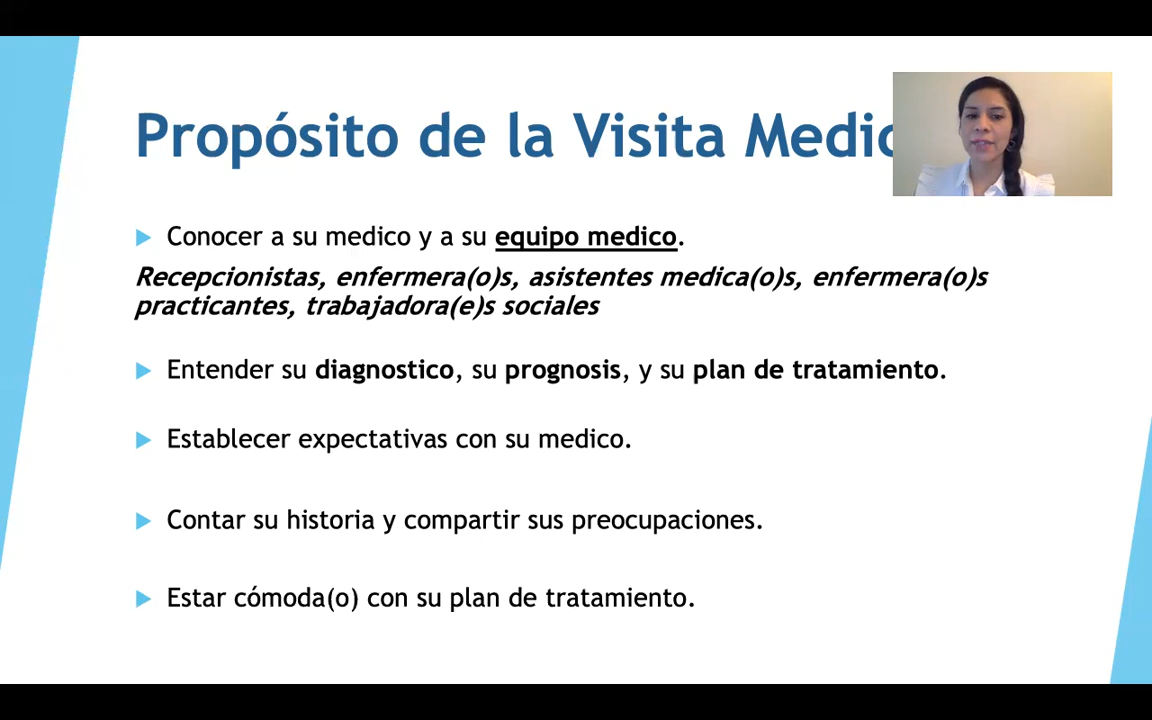 Propósito de la Visita
Conocer a su medico y a su equipo medico.
Recepcionistas, enfermera(o)s, asistentes medica(o)s, enfermera(o)s
practicantes, trabajadora(e)s sociales
Entender su diagnostico, su prognosis, y su plan de tratamiento.
Establecer expectativas con su medico.
Contar su historia y compartir sus preocupaciones.
Estar cómoda(o) con su plan de tratamiento.